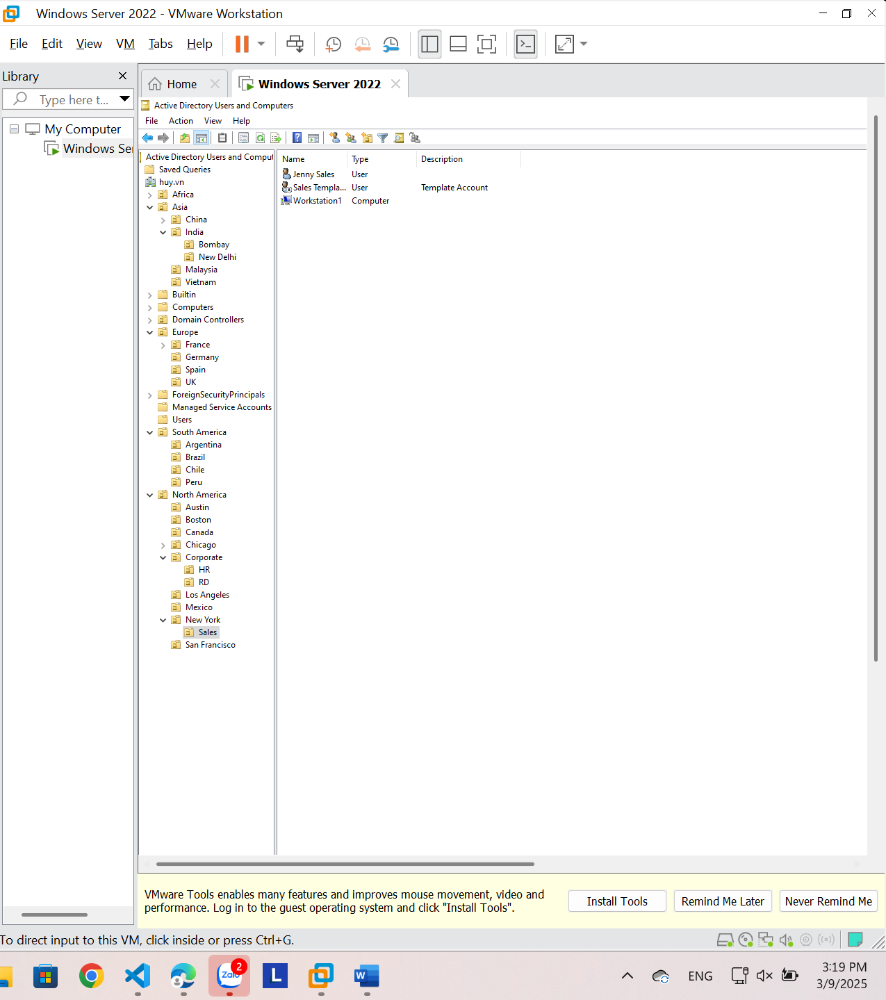 Windows Server 2022 - VMware Workstation
File Edit View VM Tabs Help
Library
Type here t...
My Computer
Windows Ser
Home
Windows Server 2022
Active Directory Users and Computers
File Action View Help
Active Directory Users and Comput
Saved Queries
huy.vn
Africa
Asia
China
India
Bombay
New Delhi
Malaysia
Vietnam
Builtin
Computers
Domain Controllers
Europe
France
Germany
Spain
UK
ForeignSecurityPrincipals
Managed Service Accounts
Users
South America
Argentina
Brazil
Chile
Peru
North America
Austin
Boston
Canada
Chicago
Corporate
HR
RD
Los Angeles
Mexico
New York
Sales
San Francisco
Name Type Description
Jenny Sales User
Sales Templa... User Template Account
Workstation1 Computer
VMware Tools enables many features and improves mouse movement, video and
performance. Log in to the guest operating system and click "Install Tools".
Install Tools Remind Me Later Never Remind Me
To direct input to this VM, click inside or press Ctrl+G.
Zalo 2
L
W
ENG
3:19 PM
3/9/2025